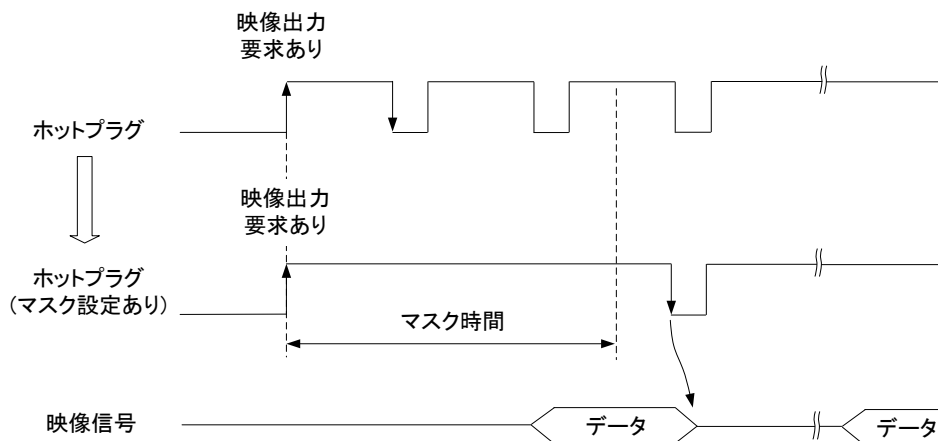 映像出力
要求あり
ホットプラグ
映像出力
要求あり
ホットプラグ
(マスク設定あり)
マスク時間
映像信号
データ
データ